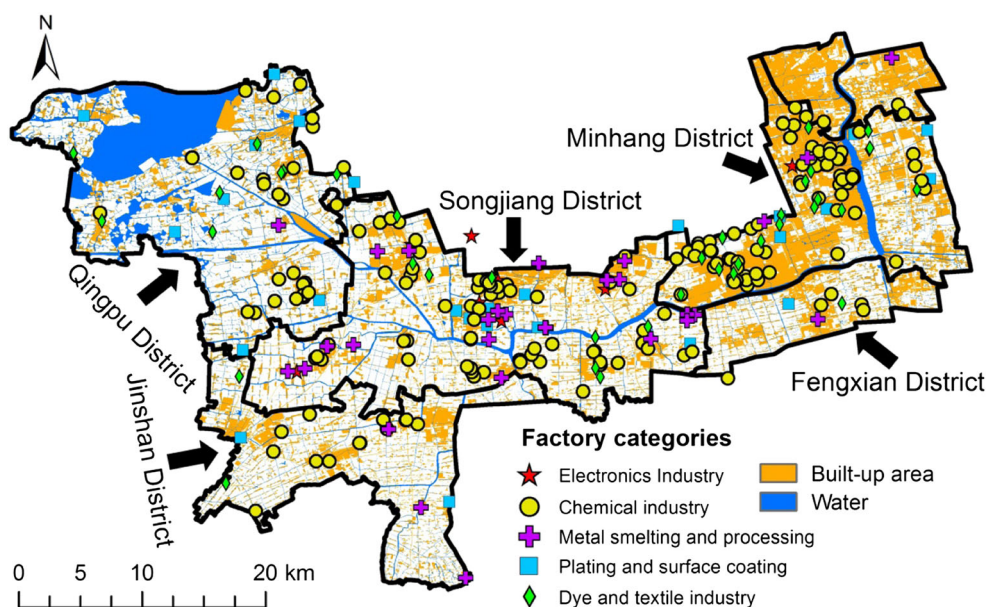 N
Minhang District
Songjiang District
Qingpu District
Jinshan District
Fengxian District
Factory categories
Electronics Industry
Chemical industry
Metal smelting and processing
Plating and surface coating
Dye and textile industry
Built-up area
Water
0 5 10 20 km